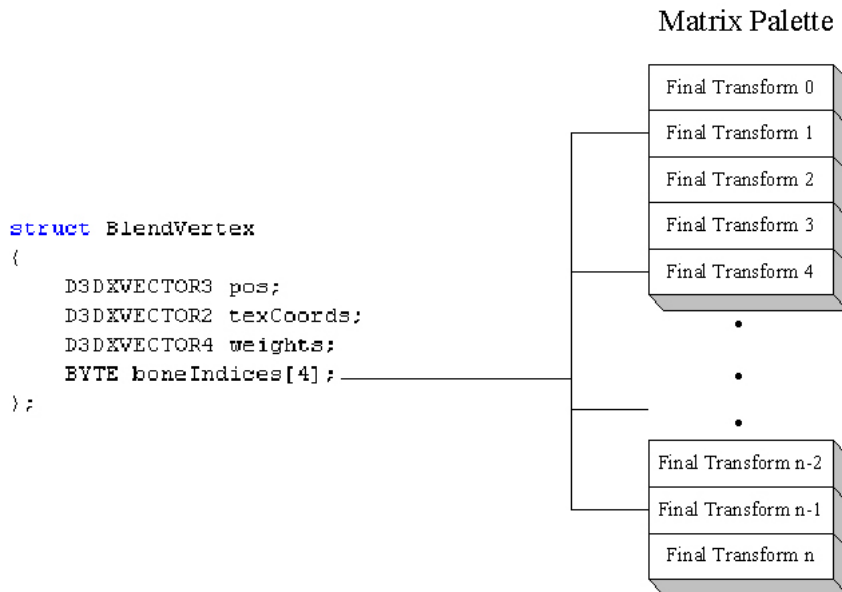 Matrix Palette
Final Transform 0
Final Transform 1
Final Transform 2
Final Transform 3
Final Transform 4
struct BlendVertex
{
D3DXVECTOR3 pos;
D3DXVECTOR2 texCoords;
D3DXVECTOR4 weights;
BYTE boneIndices[4];
};
Final Transform n-2
Final Transform n-1
Final Transform n